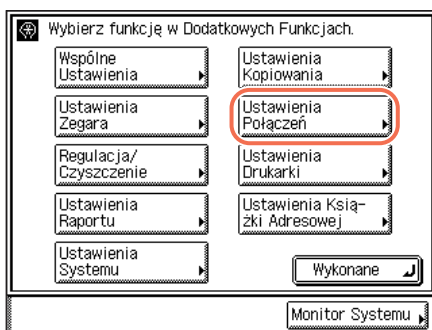 Wybierz funkcję w Dodatkowych Funkcjach.
Wspólne
Ustawienia
Ustawienia
Kopiowania
Ustawienia
Zegara
Ustawienia
Połączeń
Regulacja/
Czyszczenie
Ustawienia
Drukarki
Ustawienia
Raportu
Ustawienia Ksią-
żki Adresowej
Ustawienia
Systemu
Wykonane
Monitor Systemu